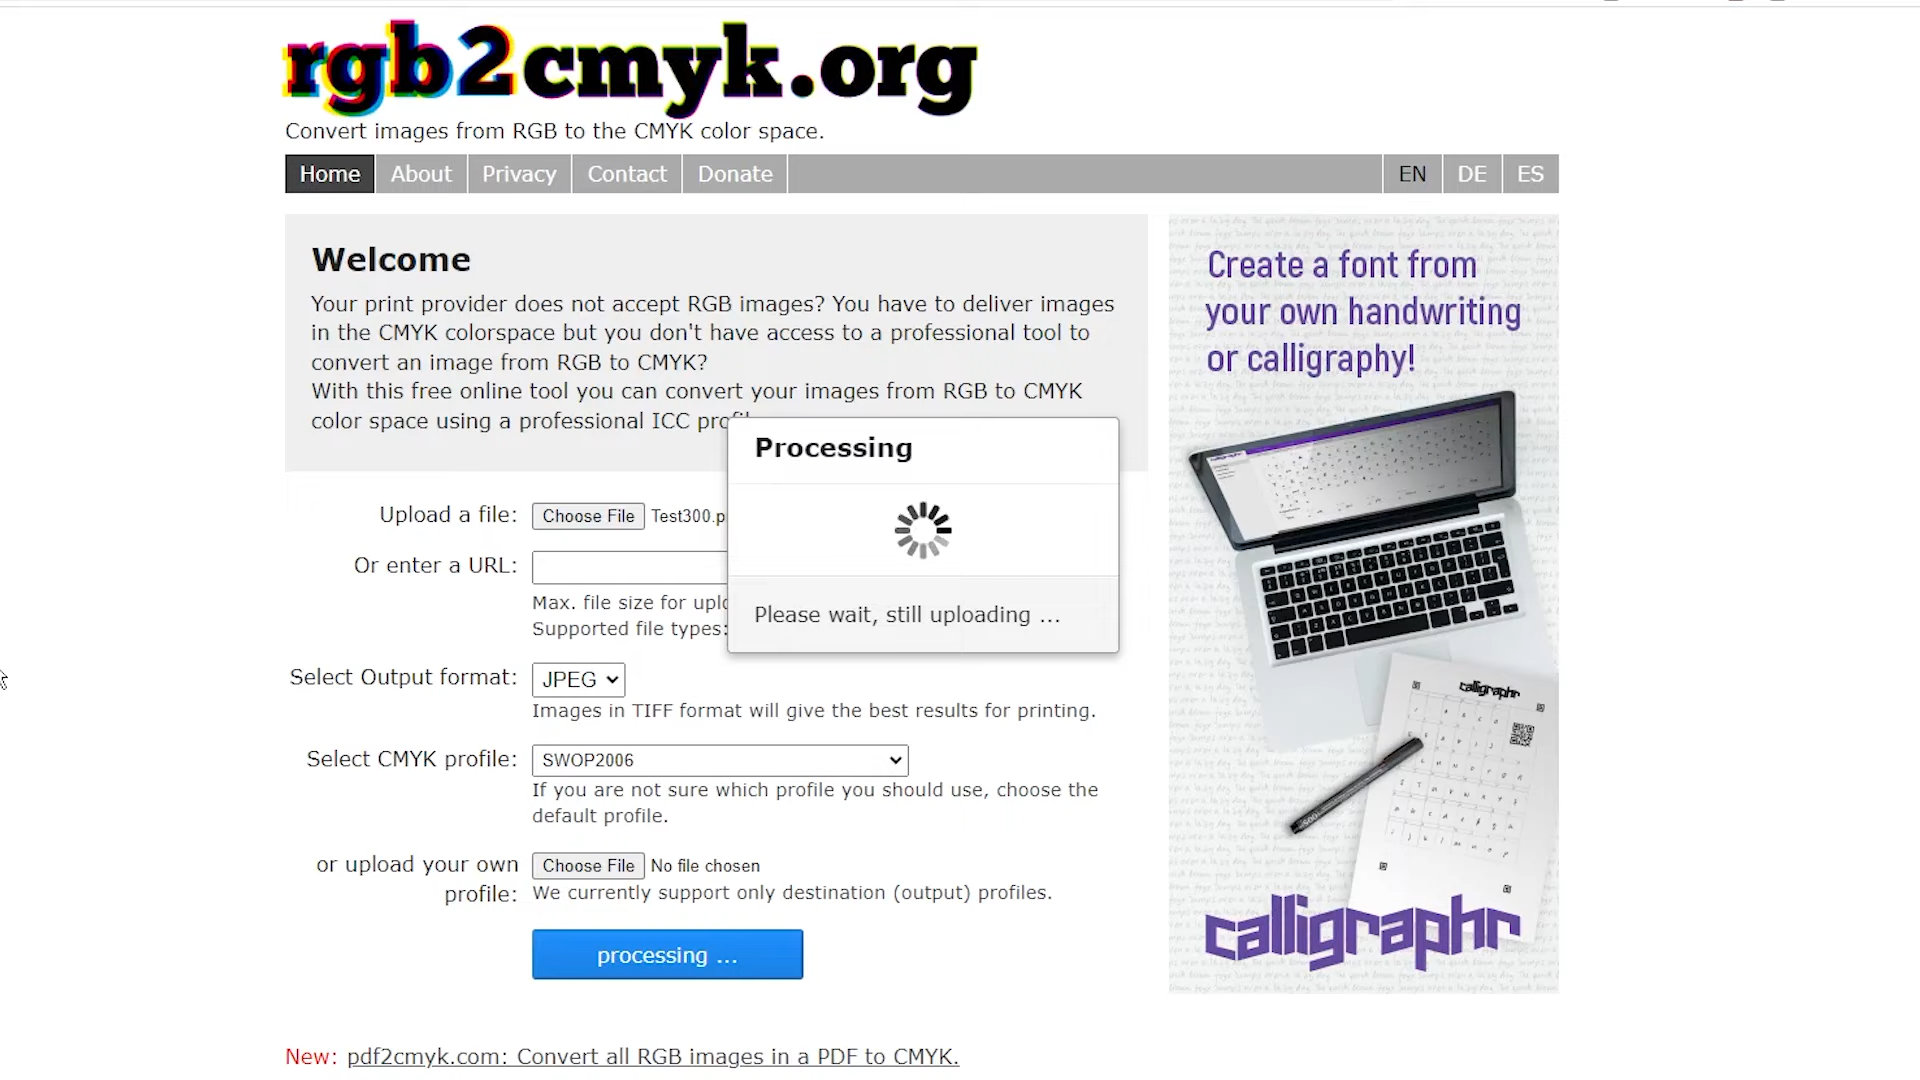 rgb2cmyk.org
Convert images from RGB to the CMYK color space.
Home About Privacy Contact Donate EN DE ES
Welcome
Your print provider does not accept RGB images? You have to deliver images
in the CMYK colorspace but you don't have access to a professional tool to
convert an image from RGB to CMYK?
With this free online tool you can convert your images from RGB to CMYK
color space using a professional ICC
Processing
Please wait, still uploading ...
Upload a file: Choose File Test300.p
Or enter a URL:
Max. file size for
Supported file types:
Select Output format: JPEG
Images in TIFF format will give the best results for printing.
Select CMYK profile: SWOP2006
If you are not sure which profile you should use, choose the
default profile.
or upload your own
profile:
Choose File No file chosen
We currently support only destination (output) profiles.
processing ...
New: pdf2cmyk.com: Convert all RGB images in a PDF to CMYK.
Create a font from
your own handwriting
or calligraphy!
calligraphr
calligraphr
calligraphr